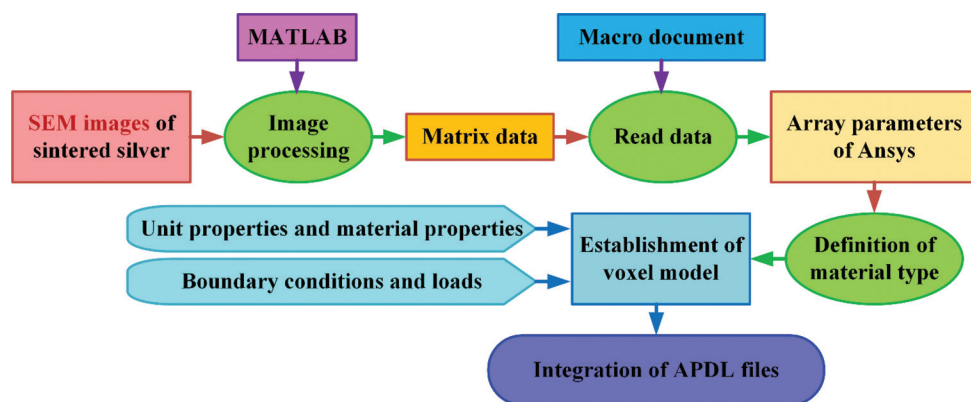 MATLAB
Macro document
SEM images of
sintered silver
Image
processing
Matrix data
Read data
Array parameters
of Ansys
Unit properties and material properties
Boundary conditions and loads
Establishment of
voxel model
Definition of
material type
Integration of APDL files